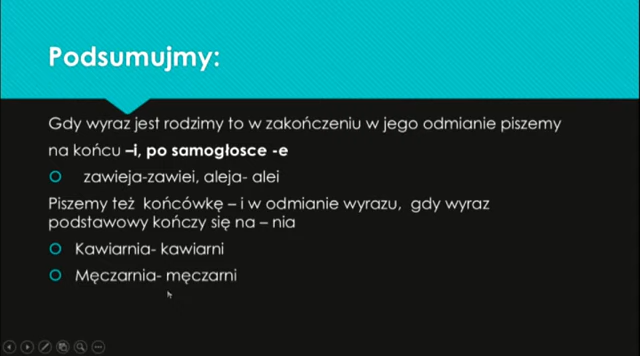 Podsumujmy:
Gdy wyraz jest rodzimy to w zakończeniu w jego odmianie piszemy
na końcu –i, po samogłosce -e
zawieja-zawiei, aleja- alei
Piszemy też końcówkę – i w odmianie wyrazu, gdy wyraz
podstawowy kończy się na – nia
Kawiarnia- kawiarni
Męczarnia- męczarni